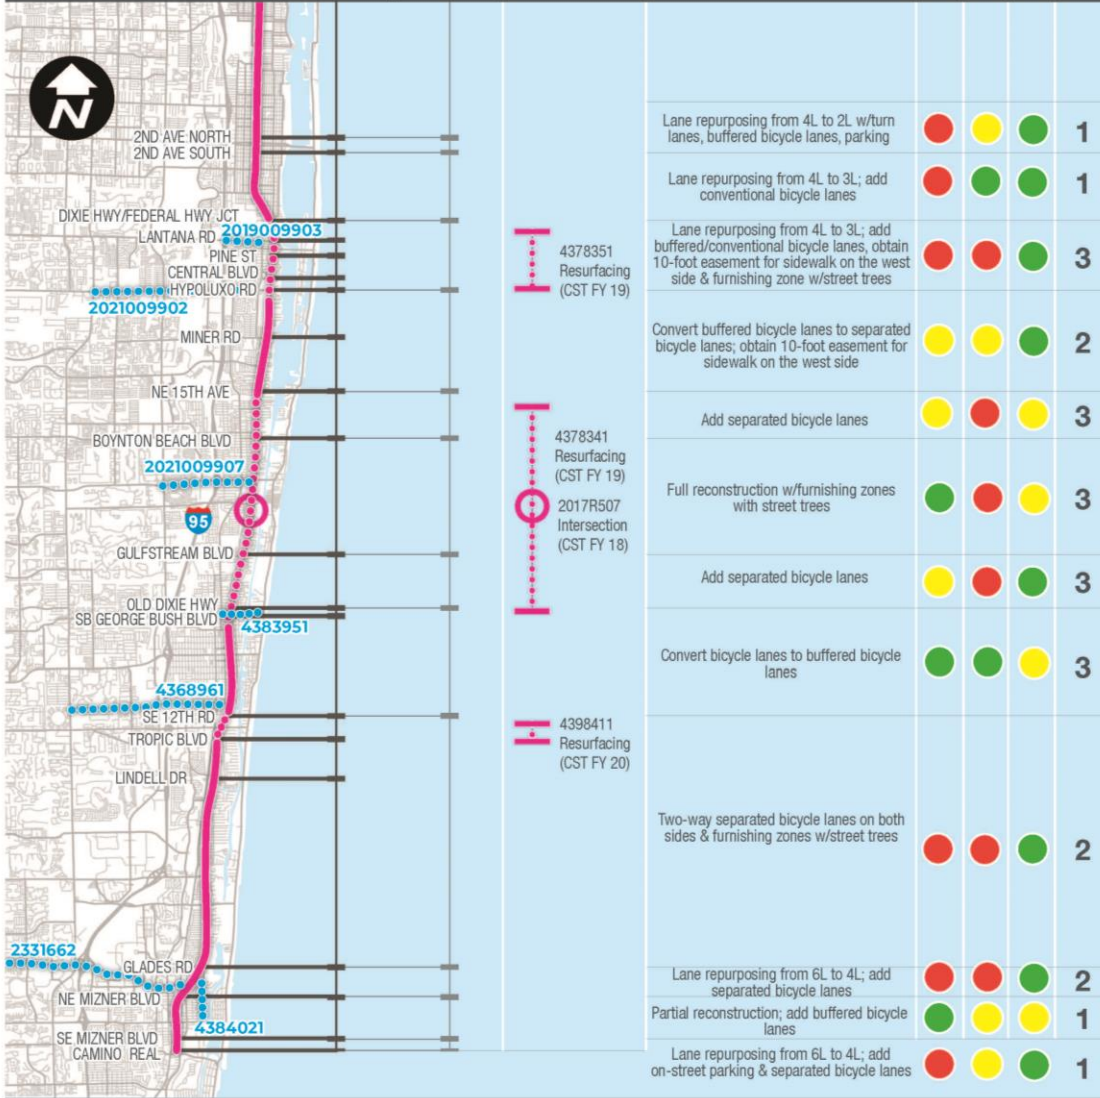 N
2ND AVE NORTH
2ND AVE SOUTH
DIXIE HWY/FEDERAL HWY JCT
2019009903
LANTANA RD
PINE ST
CENTRAL BLVD
HYPOLUXO RD
2021009902
MINER RD
NE 15TH AVE
BOYNTON BEACH BLVD
2021009907
95
GULFSTREAM BLVD
OLD DIXIE HWY
SB GEORGE BUSH BLVD
4383951
4368961
SE 12TH RD
TROPIC BLVD
LINDELL DR
2331662
GLADES RD
NE MIZNER BLVD
4384021
SE MIZNER BLVD
CAMINO REAL
4378351
Resurfacing
(CST FY 19)
4378341
Resurfacing
(CST FY 19)
2017R507
Intersection
(CST FY 18)
4398411
Resurfacing
(CST FY 20)
Lane repurposing from 4L to 2L w/turn
lanes, buffered bicycle lanes, parking
1
Lane repurposing from 4L to 3L; add
conventional bicycle lanes
1
Lane repurposing from 4L to 3L; add
buffered/conventional bicycle lanes, obtain
10-foot easement for sidewalk on the west
side & furnishing zone w/street trees
3
Convert buffered bicycle lanes to separated
bicycle lanes; obtain 10-foot easement for
sidewalk on the west side
2
Add separated bicycle lanes
3
Full reconstruction w/furnishing zones
with street trees
3
Add separated bicycle lanes
3
Convert bicycle lanes to buffered bicycle
lanes
3
Two-way separated bicycle lanes on both
sides & furnishing zones w/street trees
2
Lane repurposing from 6L to 4L; add
separated bicycle lanes
2
Partial reconstruction; add buffered bicycle
lanes
1
Lane repurposing from 6L to 4L; add
on-street parking & separated bicycle lanes
1